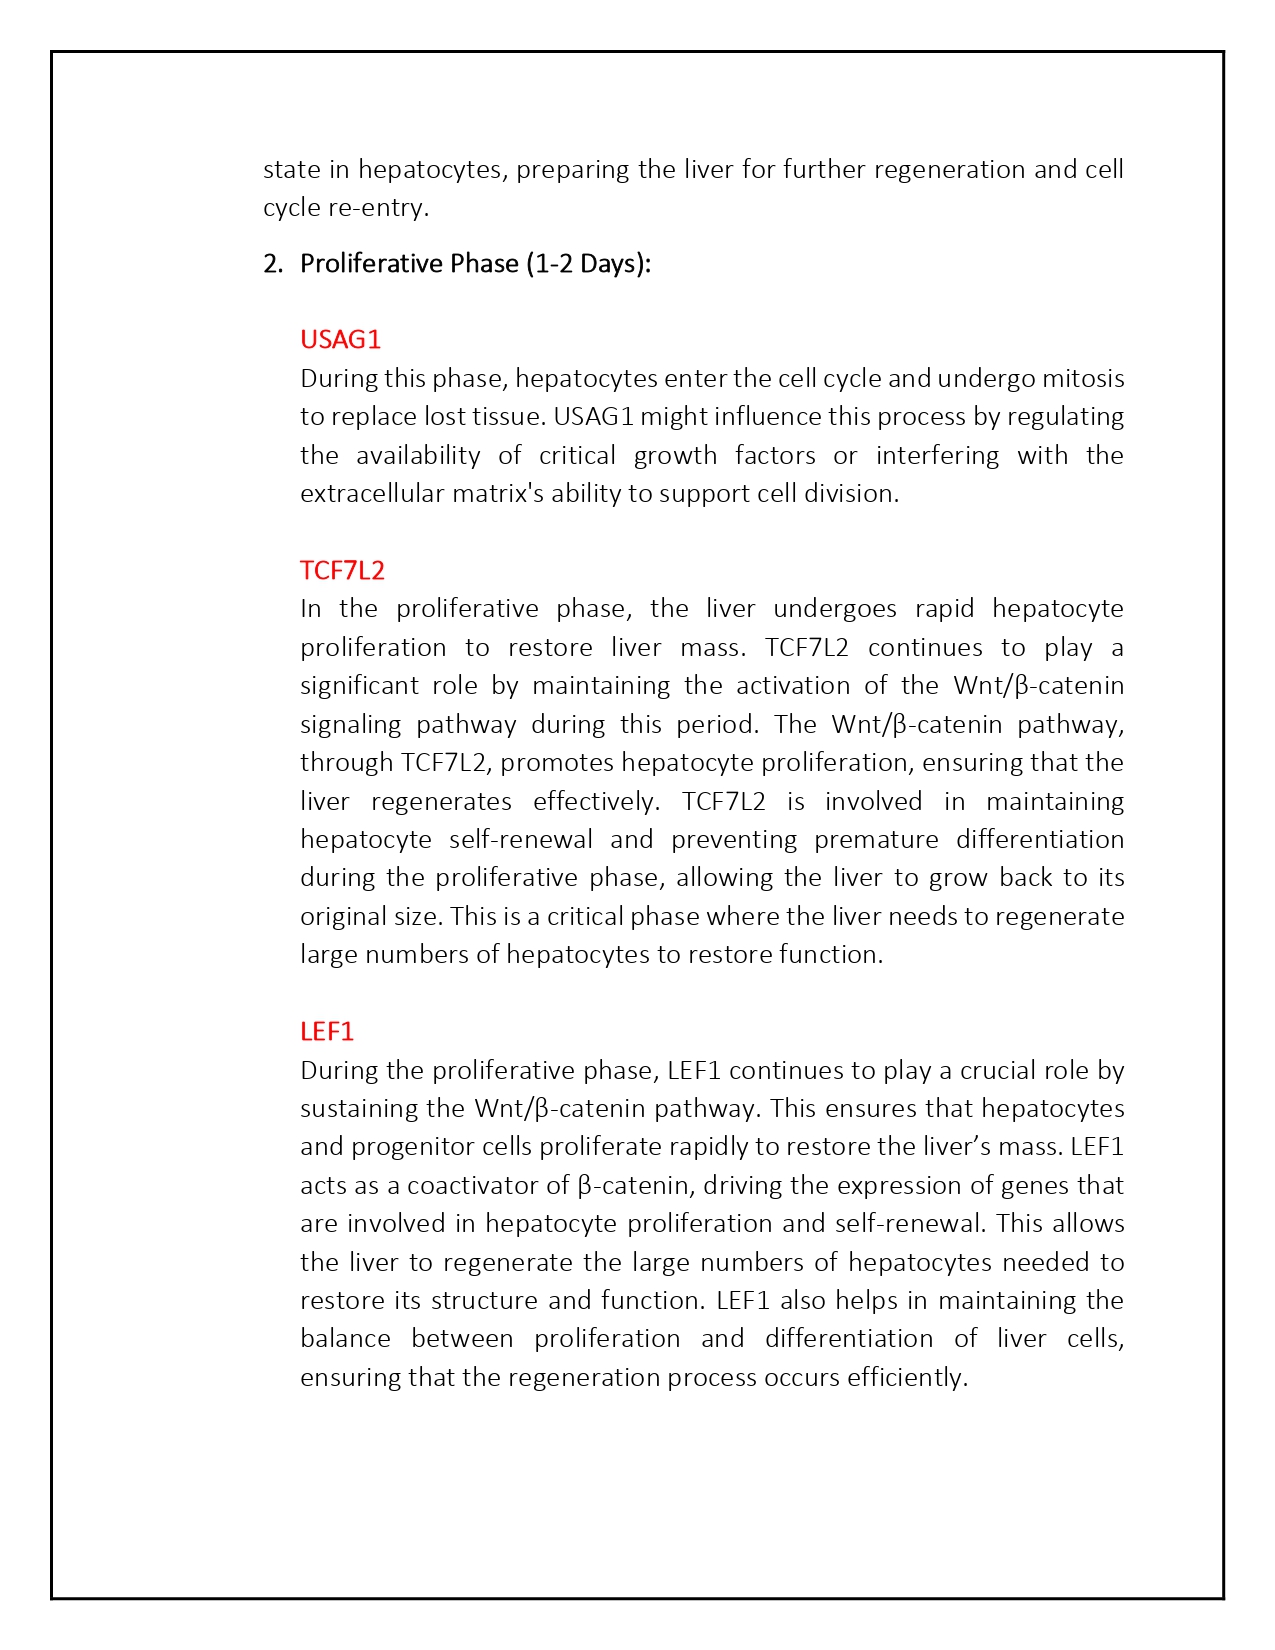 state in hepatocytes, preparing the liver for further regeneration and cell
cycle re-entry.
2. Proliferative Phase (1-2 Days):
USAG1
During this phase, hepatocytes enter the cell cycle and undergo mitosis
to replace lost tissue. USAG1 might influence this process by regulating
the availability of critical growth factors or interfering with the
extracellular matrix's ability to support cell division.
TCF7L2
In the proliferative phase, the liver undergoes rapid hepatocyte
proliferation to restore liver mass. TCF7L2 continues to play a
significant role by maintaining the activation of the Wnt/β-catenin
signaling pathway during this period. The Wnt/β-catenin pathway,
through TCF7L2, promotes hepatocyte proliferation, ensuring that the
liver regenerates effectively. TCF7L2 is involved in maintaining
hepatocyte self-renewal and preventing premature differentiation
during the proliferative phase, allowing the liver to grow back to its
original size. This is a critical phase where the liver needs to regenerate
large numbers of hepatocytes to restore function.
LEF1
During the proliferative phase, LEF1 continues to play a crucial role by
sustaining the Wnt/β-catenin pathway. This ensures that hepatocytes
and progenitor cells proliferate rapidly to restore the liver’s mass. LEF1
acts as a coactivator of β-catenin, driving the expression of genes that
are involved in hepatocyte proliferation and self-renewal. This allows
the liver to regenerate the large numbers of hepatocytes needed to
restore its structure and function. LEF1 also helps in maintaining the
balance between proliferation and differentiation of liver cells,
ensuring that the regeneration process occurs efficiently.